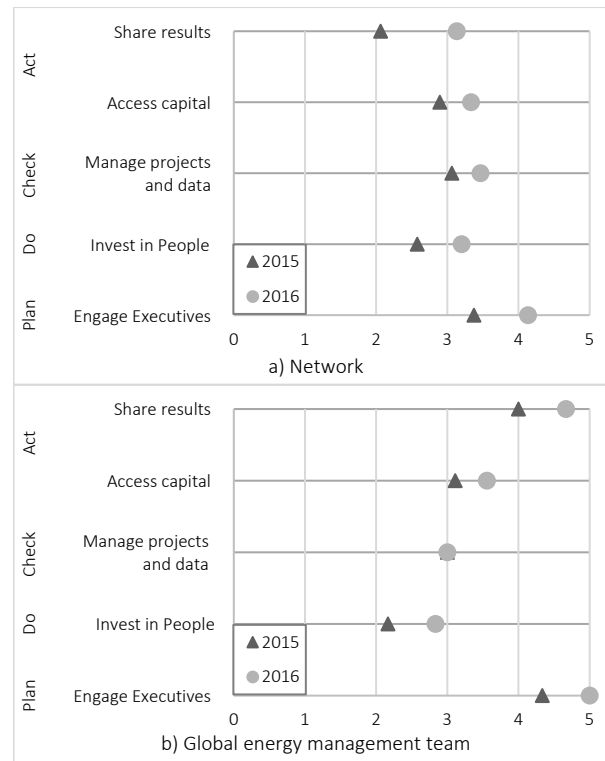 Act
Share results
Access capital
Check
Manage projects
and data
Do
Invest in People
2015
2016
Plan
Engage Executives
0 1 2 3 4 5
a) Network
Act
Share results
Access capital
Check
Manage projects
and data
Do
Invest in People
2015
2016
Plan
Engage Executives
0 1 2 3 4 5
b) Global energy management team